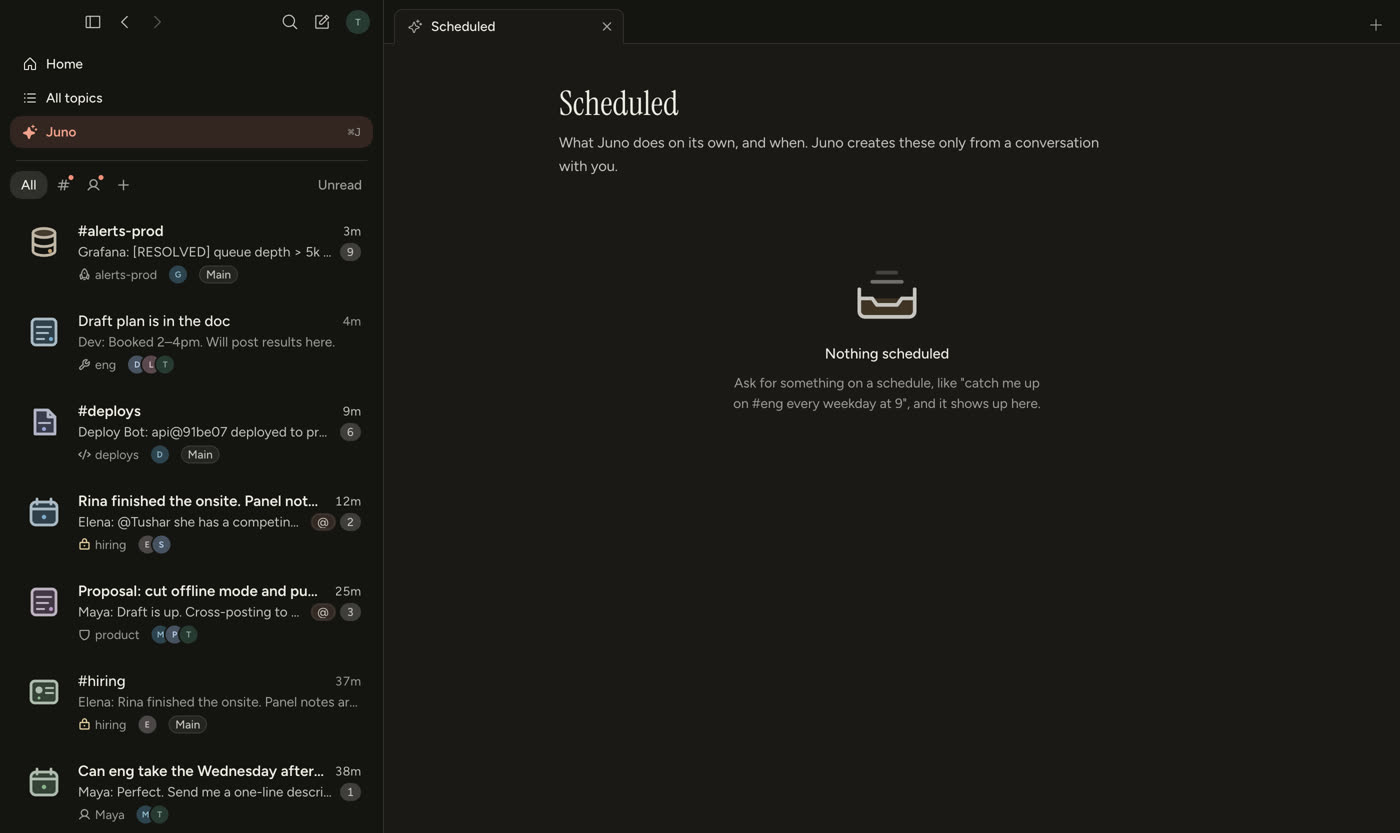 T
Home
All topics
Juno
⌘J
All
Unread
#alerts-prod
3m
Grafana: [RESOLVED] queue depth > 5k ...
9
alerts-prod
G
Main
Draft plan is in the doc
4m
Dev: Booked 2–4pm. Will post results here.
eng
D
L
T
#deploys
9m
Deploy Bot: api@91be07 deployed to pr...
6
deploys
D
Main
Rina finished the onsite. Panel not...
12m
Elena: @Tushar she has a competin...
@
2
hiring
E
S
Proposal: cut offline mode and pu...
25m
Maya: Draft is up. Cross-posting to ...
@
3
product
M
P
T
#hiring
37m
Elena: Rina finished the onsite. Panel notes ar...
hiring
E
Main
Can eng take the Wednesday after...
38m
Maya: Perfect. Send me a one-line descri...
1
Maya
M
T
Scheduled
Scheduled
What Juno does on its own, and when. Juno creates these only from a conversation
with you.
Nothing scheduled
Ask for something on a schedule, like "catch me up
on #eng every weekday at 9", and it shows up here.